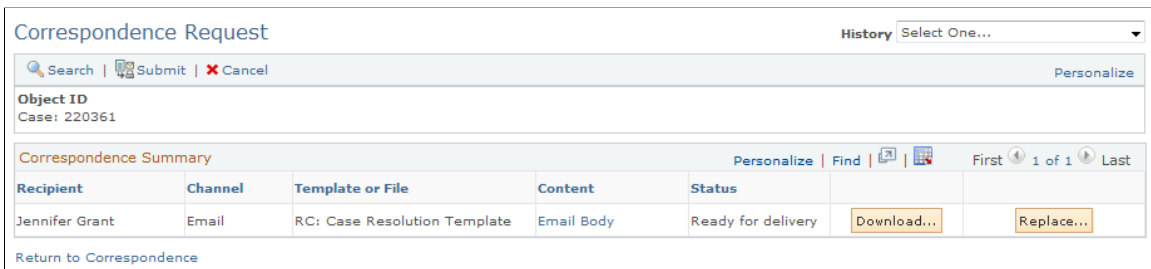 Correspondence Request
History Select One...
Search | Submit | Cancel Personalize
Object ID
Case: 220361
Correspondence Summary Personalize | Find | | First 1 of 1 Last
Recipient Channel Template or File Content Status
Jennifer Grant Email RC: Case Resolution Template Email Body Ready for delivery Download... Replace...
Return to Correspondence